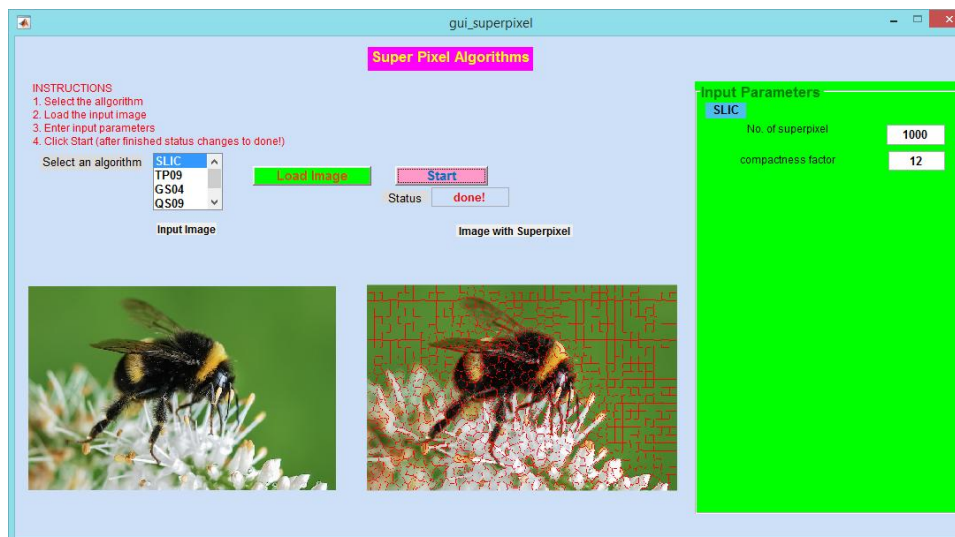 gui_superpixel
Super Pixel Algorithms
INSTRUCTIONS
1. Select the allgorithm
2. Load the input image
3. Enter input parameters
4. Click Start (after finished status changes to done!)
Select an algorithm
SLIC
TP09
GS04
QS09
Load Image
Start
Status
done!
Input Image
Image with Superpixel
Input Parameters
SLIC
No. of superpixel
1000
compactness factor
12